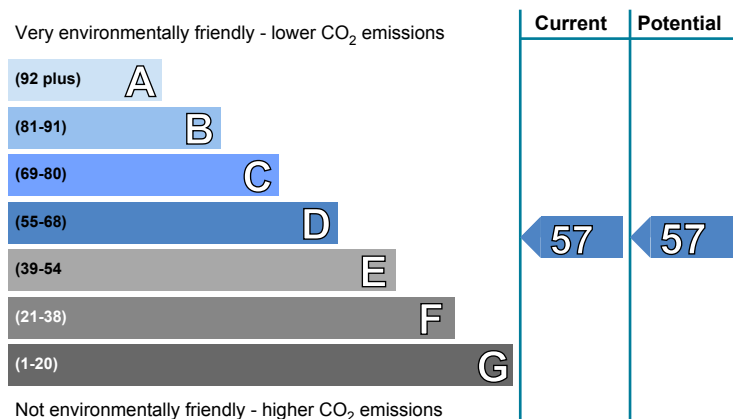 Current Potential
Very environmentally friendly - lower CO2 emissions
(92 plus) A
(81-91) B
(69-80) C
(55-68) D
57 57
(39-54 E
(21-38) F
(1-20) G
Not environmentally friendly - higher CO2 emissions